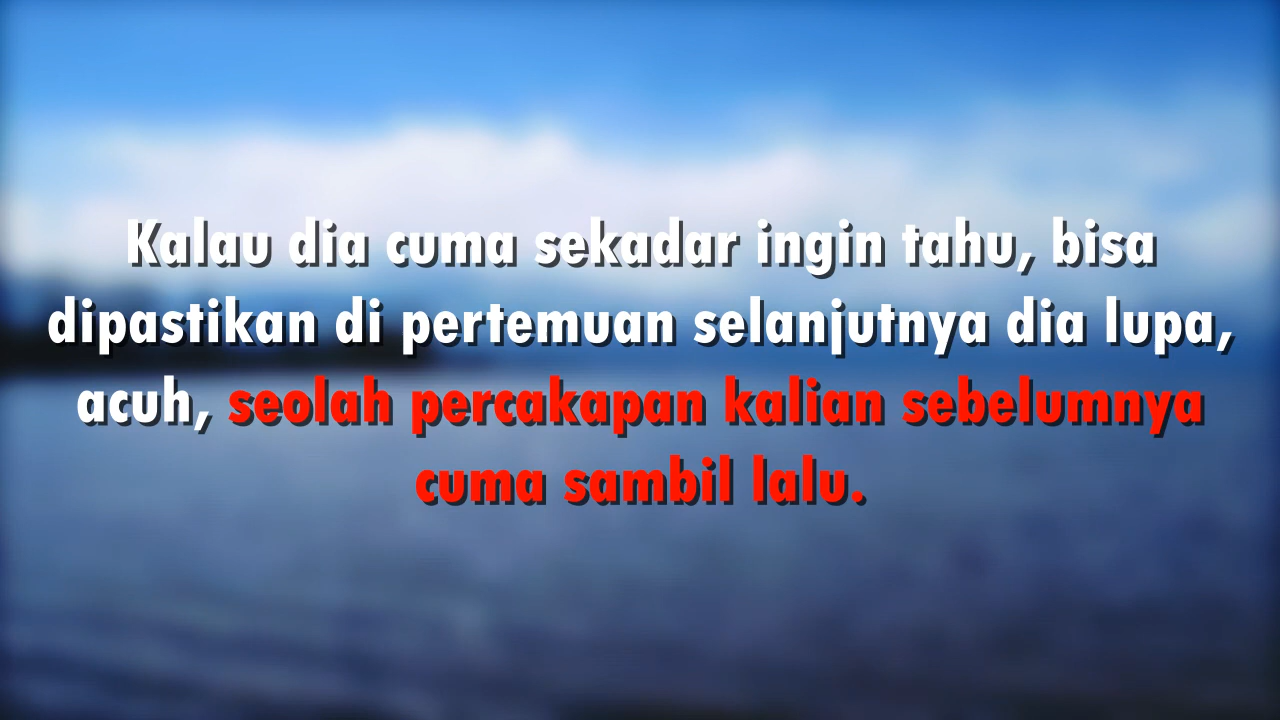 Kalau dia cuma sekadar ingin tahu, bisa
dipastikan di pertemuan selanjutnya dia lupa,
acuh, seolah percakapan kalian sebelumnya
cuma sambil lalu.